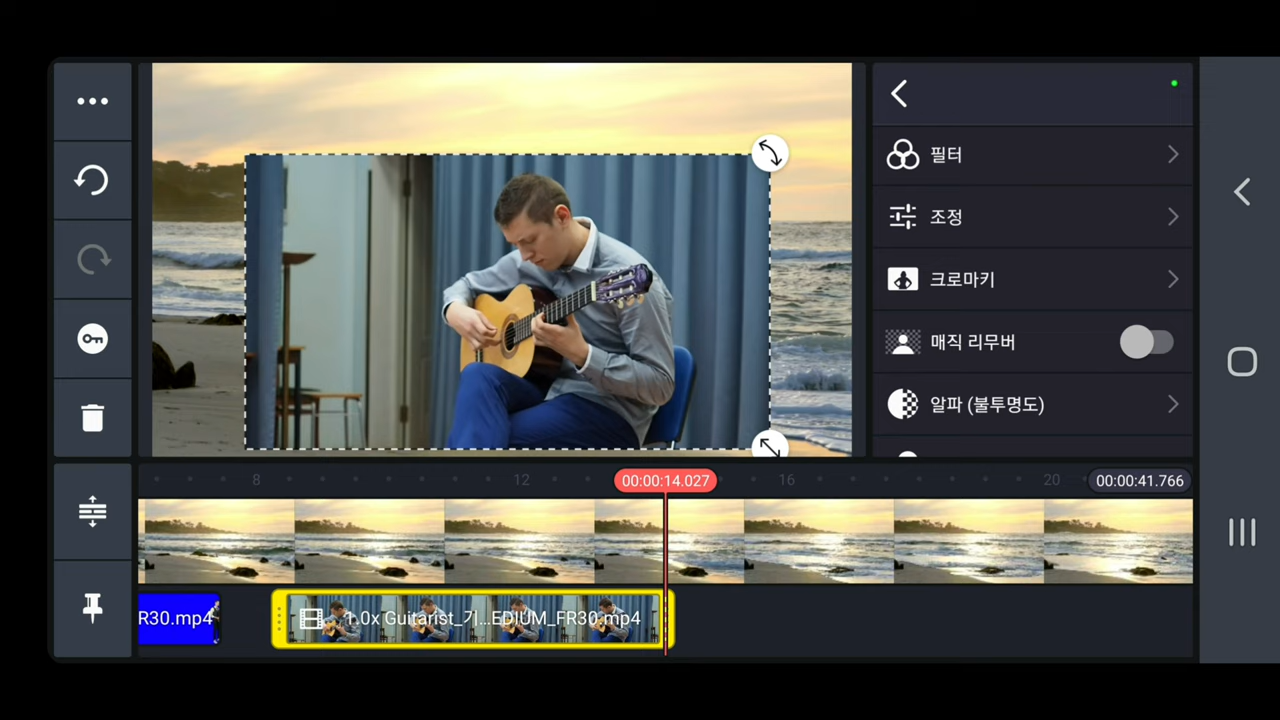 필터
조정
크로마키
매직 리무버
알파 (불투명도)
8
12
00:00:14.027
16
20
00:00:41.766
R30.mp4
1.0x Guitarist_기...EDIUM_FR30.mp4